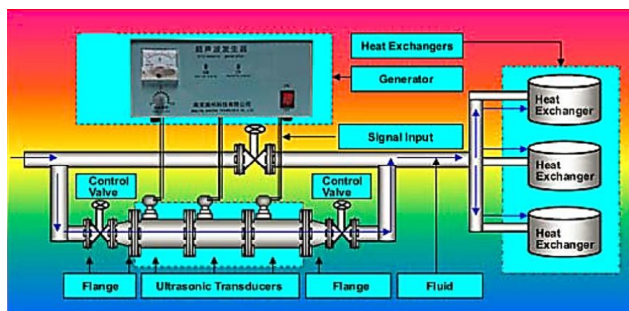 超声波发生器
Heat Exchangers
Generator
Signal Input
Heat
Exchanger
Control
Valve
Control
Valve
Heat
Exchanger
Heat
Exchanger
Flange
Ultrasonic Transducers
Flange
Fluid